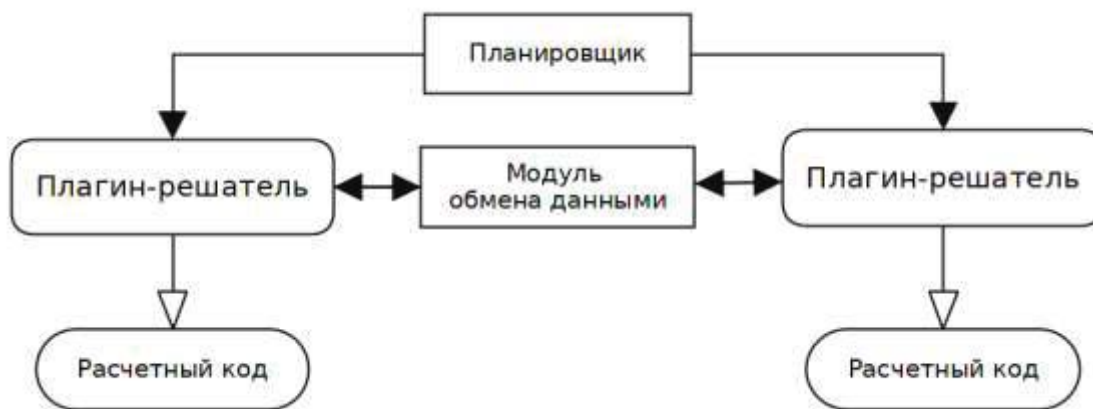 Планировщик
Плагин-решатель
Модуль
обмена данными
Плагин-решатель
Расчетный код
Расчетный код